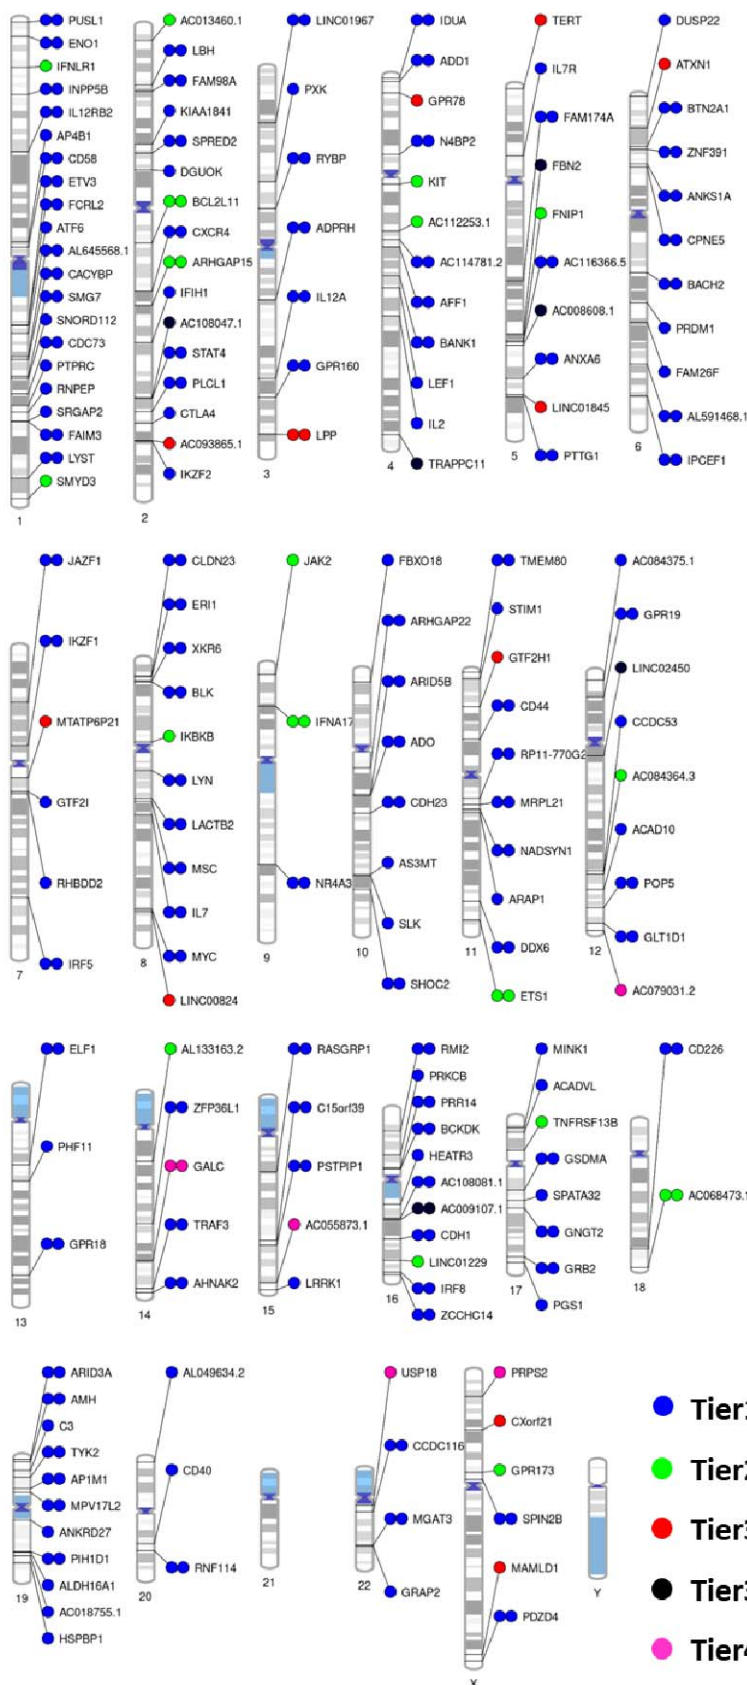 PUSL1
ENO1
IFNLR1
INPP5B
IL12RB2
AP4B1
CD58
ETV3
FCRL2
ATF6
AL645568.1
CACYBP
SMG7
SNORD112
CDC73
PTPRC
RNPEP
SRGAP2
FAIM3
LYST
SMYD3
1
AC013460.1
LBH
FAM98A
KIAA1841
SPRED2
DGUOK
BCL2L11
CXCR4
ARHGAP15
IFIH1
AC108047.1
STAT4
PLCL1
CTLA4
AC093865.1
IKZF2
2
LINC01967
PXK
RYBP
ADPRH
IL12A
GPR160
LPP
3
IDUA
ADD1
GPR78
N4BP2
KIT
AC112253.1
AC114781.2
AFF1
BANK1
LEF1
IL2
TRAPPC11
4
TERT
IL7R
FAM174A
FBN2
FNIP1
AC116366.5
AC008608.1
ANXA6
LINC01845
PTTG1
5
DUSP22
ATXN1
BTN2A1
ZNF391
ANKS1A
CPNE5
BACH2
PRDM1
FAM26F
AL591468.1
IPCEF1
6
JAZF1
IKZF1
MTATP6P21
GTF2I
RHBDD2
IRF5
7
CLDN23
ERI1
XKR6
BLK
IKBKB
LYN
LACTB2
MSC
IL7
MYC
LINC00824
8
JAK2
IFNA17
NR4A3
9
FBXO18
ARHGAP22
ARID5B
ADO
CDH23
AS3MT
SLK
SHOC2
10
TMEM80
STIM1
GTF2H1
CD44
RP11-770G2
MRPL21
NADSYN1
ARAP1
DDX6
ETS1
11
AC084375.1
GPR19
LINC02450
CCDC53
AC084364.3
ACAD10
POP5
GLT1D1
AC079031.2
12
ELF1
PHF11
GPR18
13
AL133163.2
ZFP36L1
GALC
TRAF3
AHNAK2
14
RASGRP1
C15orf39
PSTPIP1
AC055873.1
LRRK1
15
RMI2
PRKCB
PRR14
BCKDK
HEATR3
AC108081.1
AC009107.1
CDH1
LINC01229
IRF8
ZCCHC14
16
MINK1
ACADVL
TNFRSF13B
GSDMA
SPATA32
GNGT2
GRB2
PGS1
17
CD226
AC068473.1
18
ARID3A
AMH
C3
TYK2
AP1M1
MPV17L2
ANKRD27
PIH1D1
ALDH16A1
AC018755.1
HSPBP1
19
AL049634.2
CD40
RNF114
20
21
USP18
CCDC116
MGAT3
GRAP2
22
PRPS2
CXorf21
GPR173
SPIN2B
MAMLD1
PDZD4
X
Y
Tier1
Tier2
Tier3
Tier3
Tier4